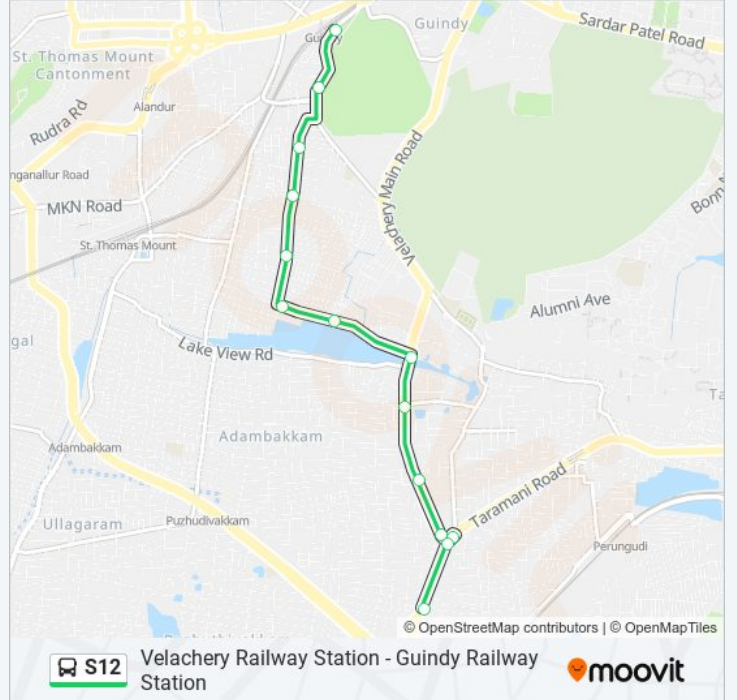 Sardar Patel Road
Guindy
Guindy
St. Thomas Mount
Cantonment
Alandur
Rudra Rd
nganallur Road
MKN Road
Velachery Main Road
Bonn
St. Thomas Mount
Alumni Ave
gal
Lake View Rd
Ta
Adambakkam
Adambakkam
Taramani Road
Ullagaram
Puzhudivakkam
Perungudi
© OpenStreetMap contributors | © OpenMapTiles
S12
Velachery Railway Station - Guindy Railway
Station
moovit